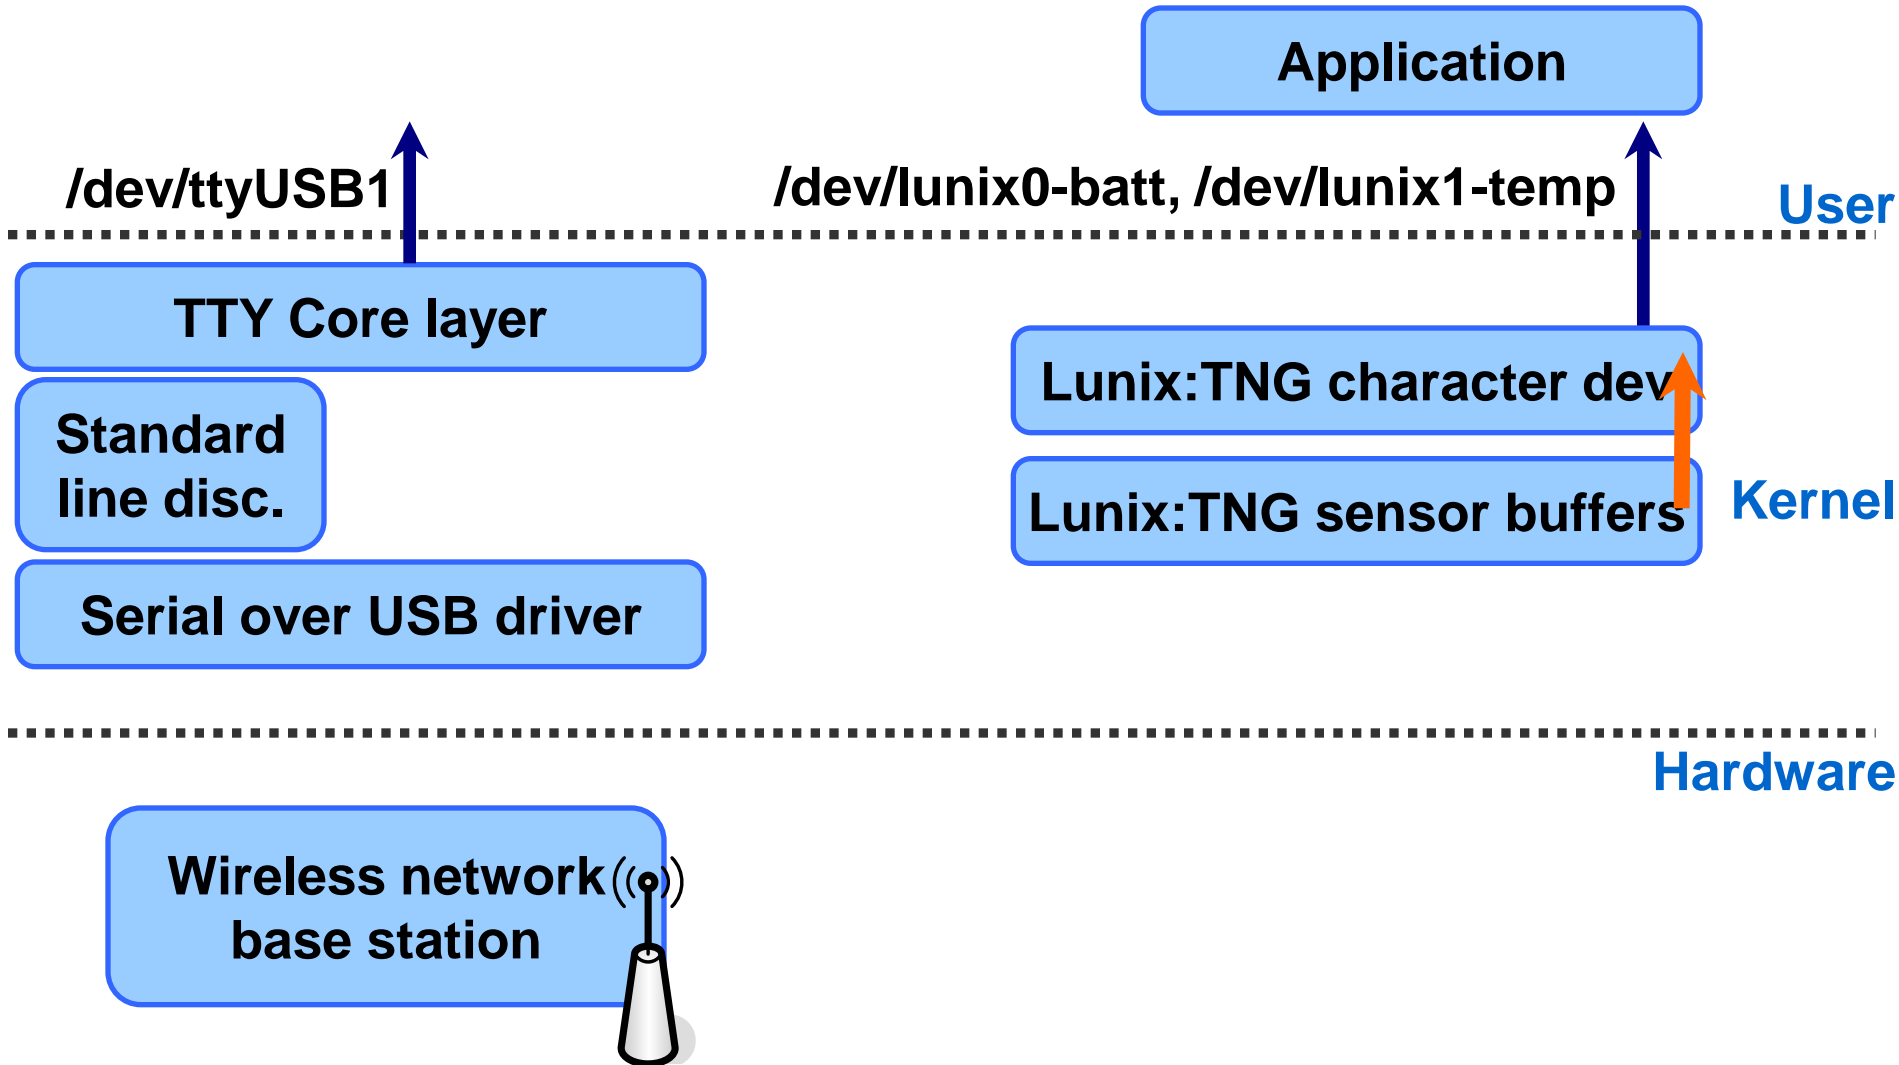 Application
/dev/ttyUSB1
/dev/lunix0-batt, /dev/lunix1-temp
User
TTY Core layer
Lunix:TNG character dev
Standard
line disc.
Lunix:TNG sensor buffers
Kernel
Serial over USB driver
Hardware
Wireless network
base station